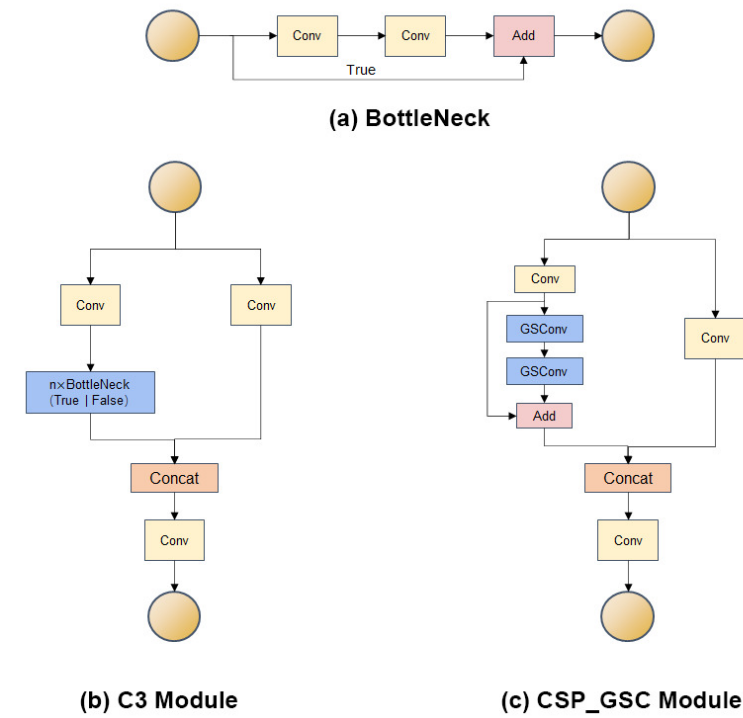 Conv
Conv
Add
True
(a) BottleNeck
Conv
Conv
n×BottleNeck
(True | False)
Concat
Conv
(b) C3 Module
Conv
GSConv
GSConv
Add
Conv
Concat
Conv
(c) CSP_GSC Module